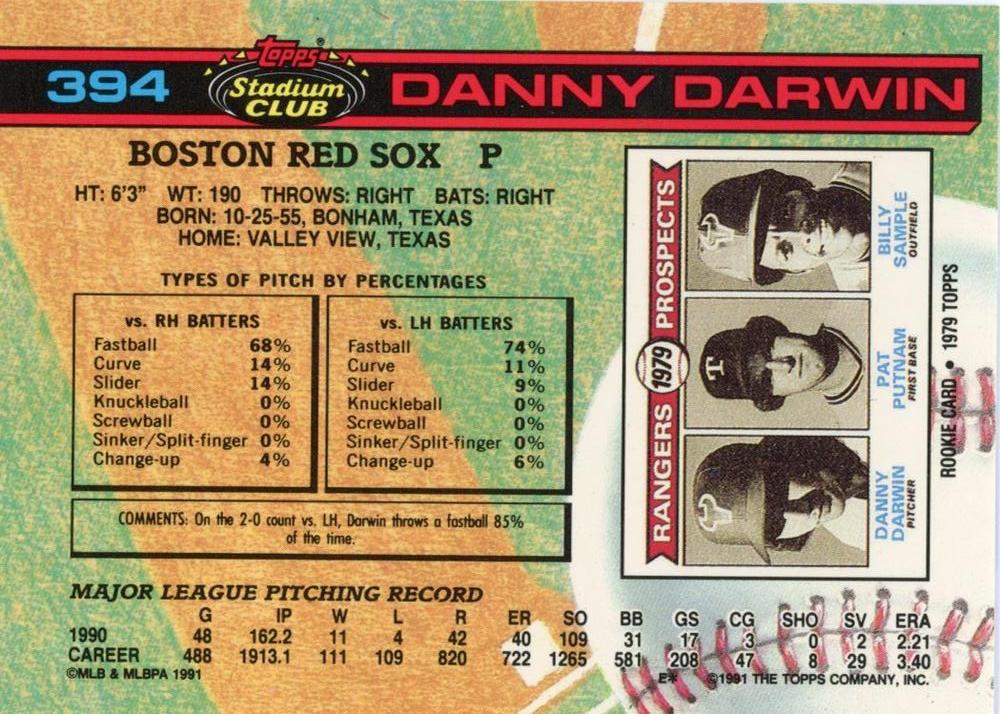 394 topps® Stadium CLUB DANNY DARWIN
BOSTON RED SOX P
HT: 6'3" WT: 190 THROWS: RIGHT BATS: RIGHT
BORN: 10-25-55, BONHAM, TEXAS
HOME: VALLEY VIEW, TEXAS
TYPES OF PITCH BY PERCENTAGES
vs. RH BATTERS
Fastball 68%
Curve 14%
Slider 14%
Knuckleball 0%
Screwball 0%
Sinker/Split-finger 0%
Change-up 4%
vs. LH BATTERS
Fastball 74%
Curve 11%
Slider 9%
Knuckleball 0%
Screwball 0%
Sinker/Split-finger 0%
Change-up 6%
COMMENTS: On the 2-0 count vs. LH, Darwin throws a fastball 85%
of the time.
RANGERS 1979 PROSPECTS
T
DANNY
DARWIN
PITCHER
PAT
PUTNAM
FIRST BASE
BILLY
SAMPLE
OUTFIELD
ROOKIE CARD • 1979 TOPPS
MAJOR LEAGUE PITCHING RECORD
G IP W L R ER SO BB GS CG SHO SV ERA
1990 48 162.2 11 4 42 40 109 31 17 3 0 2 2.21
CAREER 488 1913.1 111 109 820 722 1265 581 208 47 8 29 3.40
©MLB & MLBPA 1991 E* ©1991 THE TOPPS COMPANY, INC.